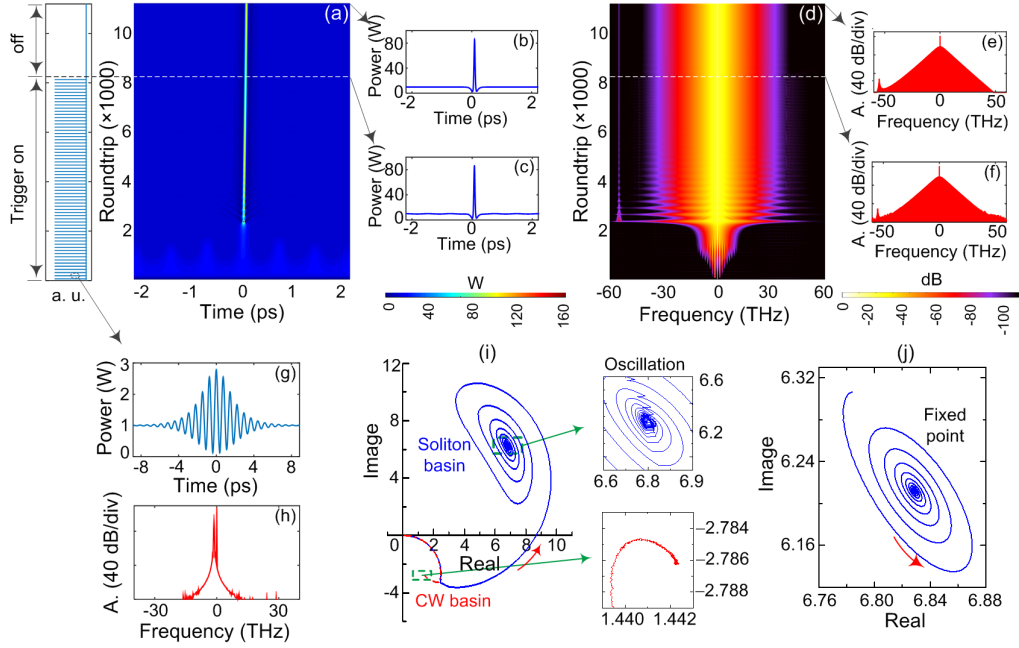 off
Trigger on
a. u.
(a)
Roundtrip (×1000)
10
8
6
4
2
-2
-1
0
1
2
Time (ps)
(b)
Power (W)
80
40
0
-2
0
2
Time (ps)
(c)
Power (W)
80
40
0
-2
0
2
Time (ps)
W
0
40
80
120
160
(d)
Roundtrip (×1000)
10
8
6
4
2
-60
-30
0
30
60
Frequency (THz)
(e)
A. (40 dB/div)
-50
0
50
Frequency (THz)
(f)
A. (40 dB/div)
-50
0
50
Frequency (THz)
dB
0
-20
-40
-60
-80
-100
(g)
Power (W)
3
2
1
0
-8
-4
0
4
8
Time (ps)
(h)
A. (40 dB/div)
-30
0
30
Frequency (THz)
(i)
Image
12
8
4
0
-4
0
2
4
6
8
10
Real
Soliton
basin
CW basin
Oscillation
6.6
6.2
6.6
6.7
6.8
6.9
−2.784
−2.786
−2.788
1.440
1.442
(j)
Image
6.33
6.24
6.16
6.76
6.80
6.84
6.88
Real
Fixed
point